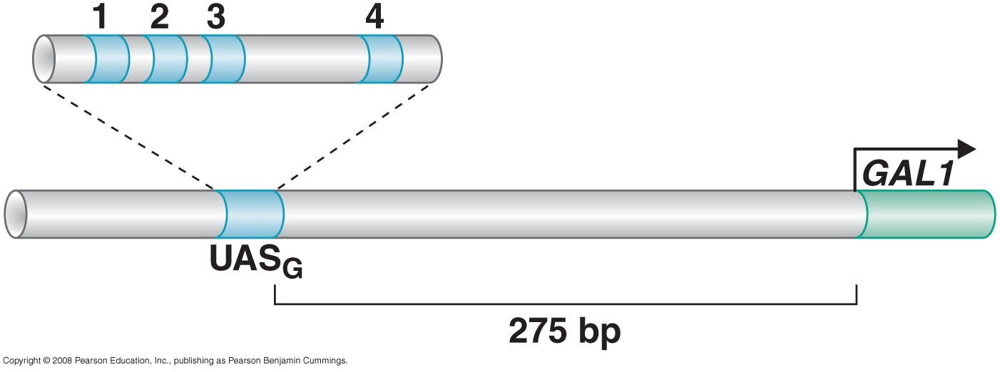 1 2 3 4
GAL1
UASG
275 bp
Copyright © 2008 Pearson Education, Inc., publishing as Pearson Benjamin Cummings.